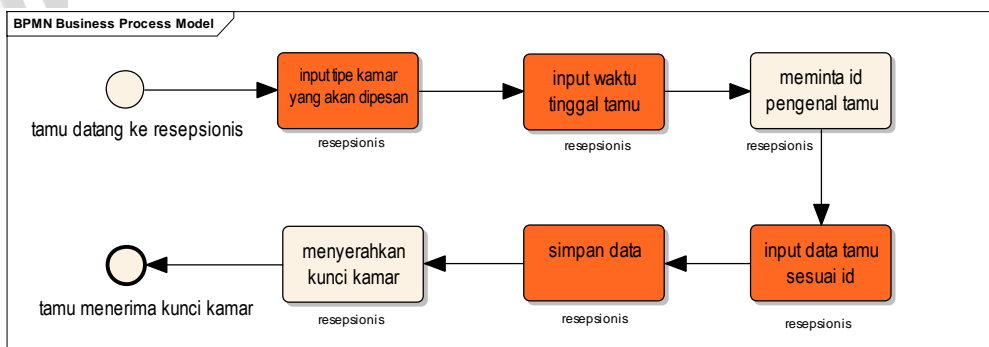 BPMN Business Process Model
tamu datang ke resepsionis
input tipe kamar
yang akan dipesan
resepsionis
input waktu
tinggal tamu
resepsionis
meminta id
pengenal tamu
resepsionis
input data tamu
sesuai id
resepsionis
simpan data
resepsionis
menyerahkan
kunci kamar
resepsionis
tamu menerima kunci kamar